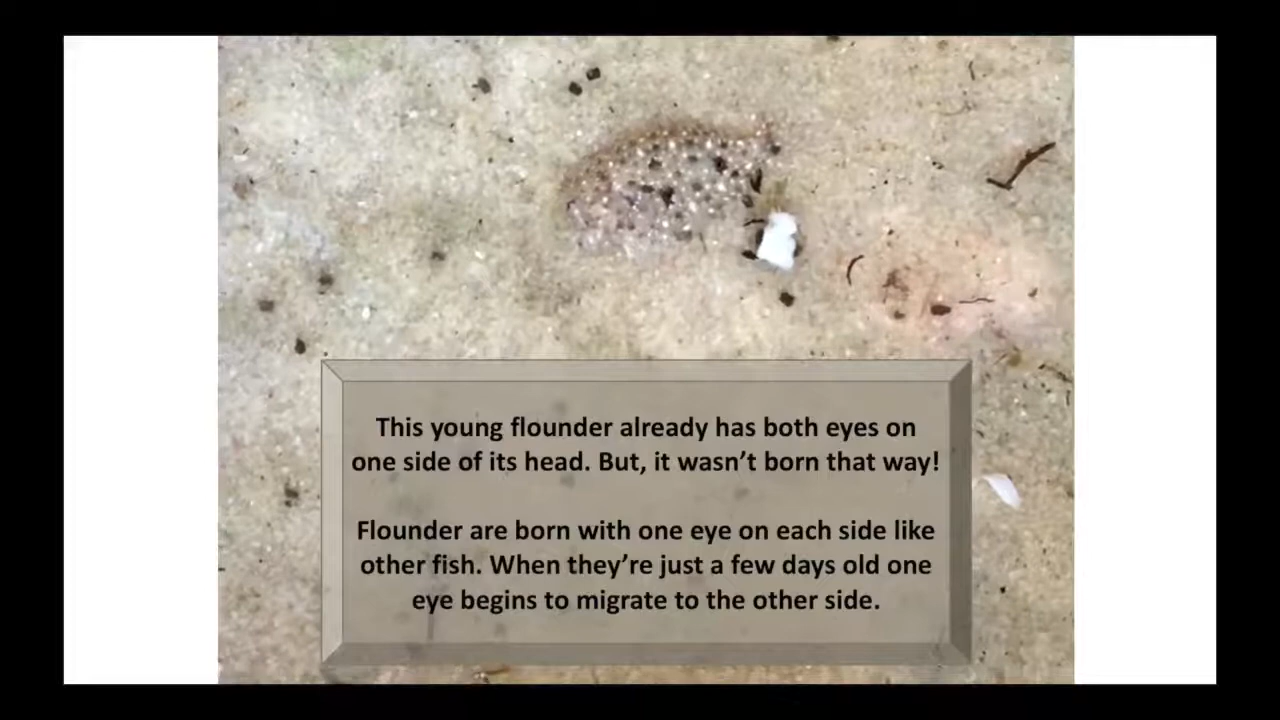 This young flounder already has both eyes on
one side of its head. But, it wasn’t born that way!
Flounder are born with one eye on each side like
other fish. When they’re just a few days old one
eye begins to migrate to the other side.